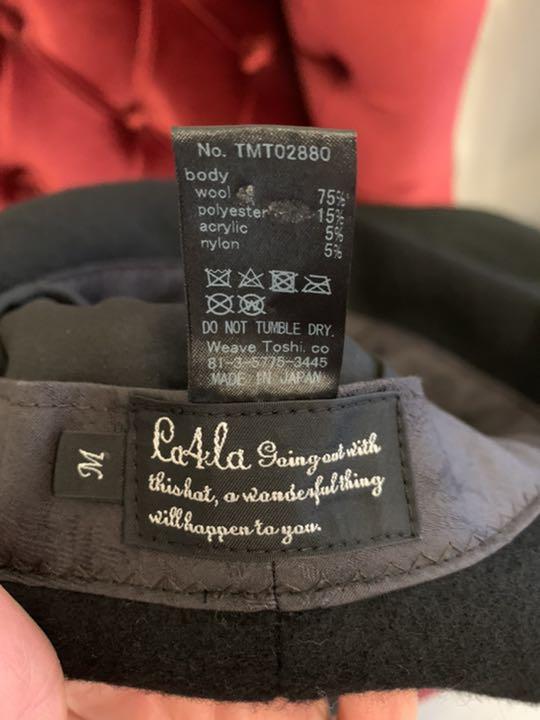 No. TMT02880
body
wool 75%
polyester 15%
acrylic 5%
nylon 5%
DO NOT TUMBLE DRY.
Weave Toshi. co
81-3-5775-3445
MADE IN JAPAN
M
Ca4la Going out with
this hat, a wonderful thing
will happen to you.